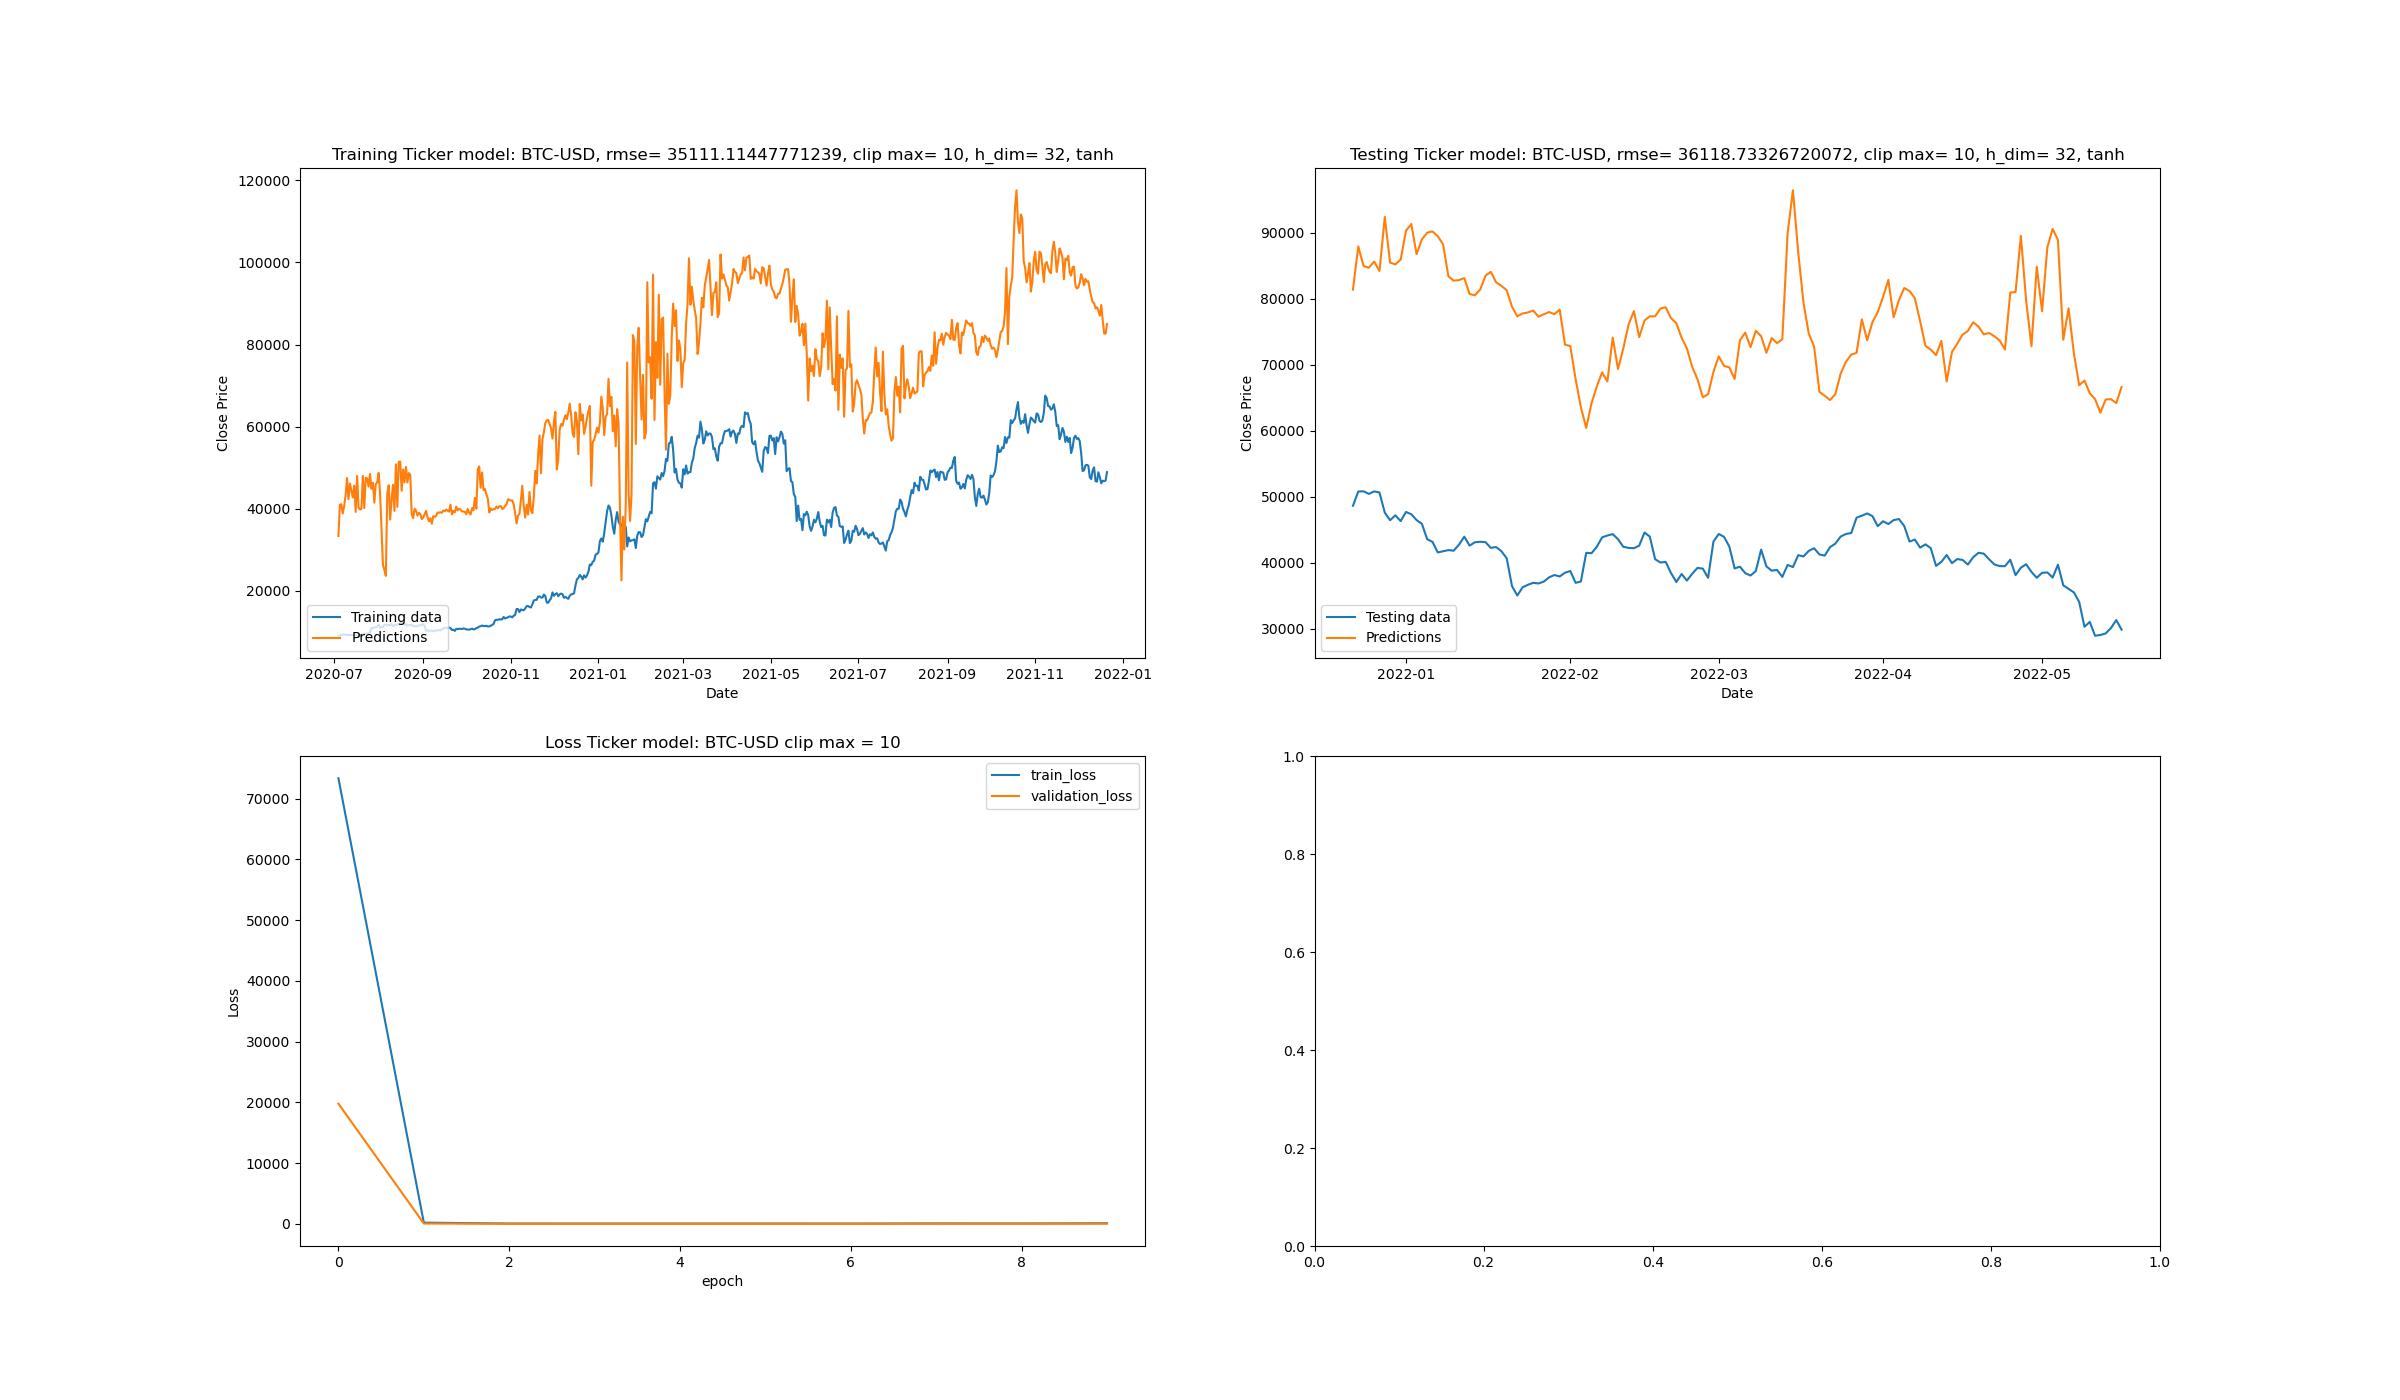 Training Ticker model: BTC-USD, rmse= 35111.11447771239, clip max= 10, h_dim= 32, tanh
120000
100000
80000
60000
40000
20000
Close Price
Training data
Predictions
2020-07 2020-09 2020-11 2021-01 2021-03 2021-05 2021-07 2021-09 2021-11 2022-01
Date
Testing Ticker model: BTC-USD, rmse= 36118.73326720072, clip max= 10, h_dim= 32, tanh
90000
80000
70000
60000
50000
40000
30000
Close Price
Testing data
Predictions
2022-01 2022-02 2022-03 2022-04 2022-05
Date
Loss Ticker model: BTC-USD clip max = 10
70000
60000
50000
40000
30000
20000
10000
0
Loss
train_loss
validation_loss
0 2 4 6 8
epoch
1.0
0.8
0.6
0.4
0.2
0.0
0.0 0.2 0.4 0.6 0.8 1.0